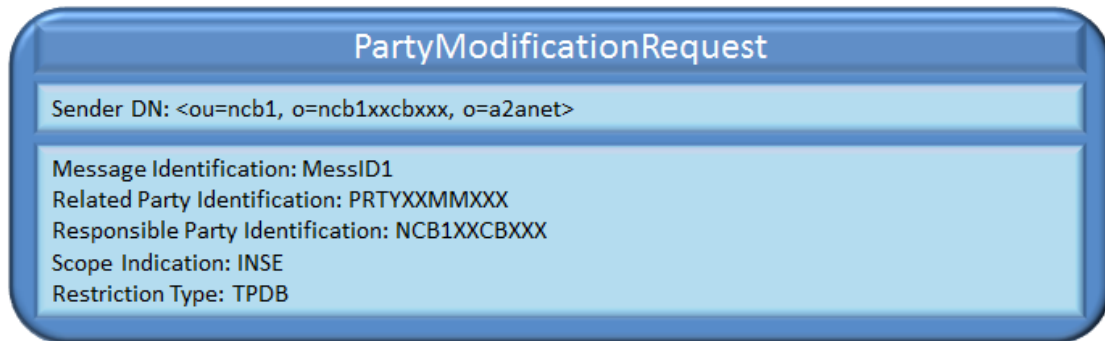 PartyModificationRequest
Sender DN: <ou=ncb1, o=ncb1xxcbxxx, o=a2anet>
Message Identification: MessID1
Related Party Identification: PRTYXXMMXXX
Responsible Party Identification: NCB1XXCBXXX
Scope Indication: INSE
Restriction Type: TPDB